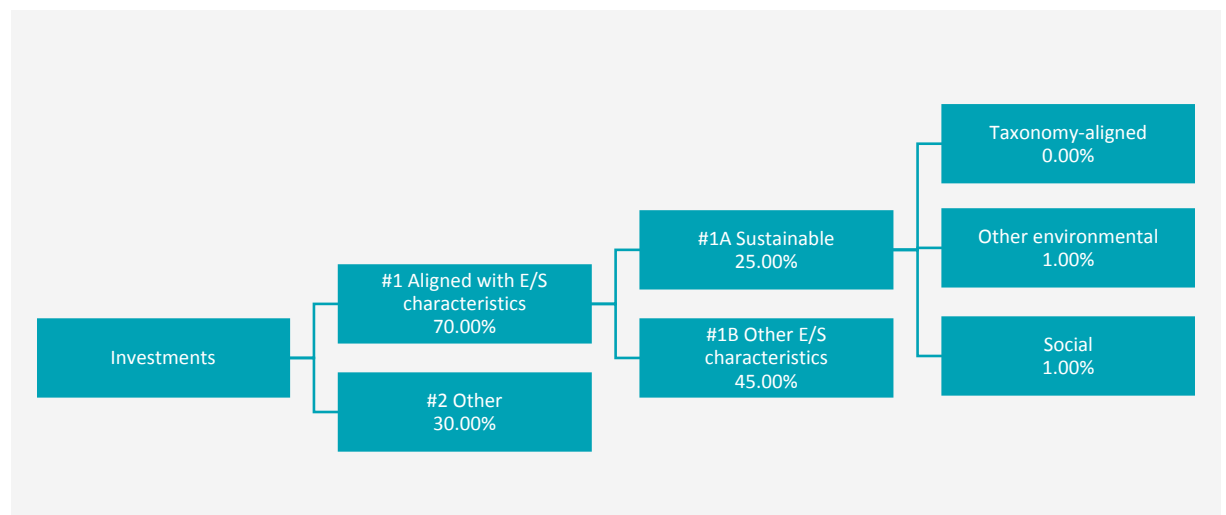 Investments
#1 Aligned with E/S
characteristics
70.00%
#2 Other
30.00%
#1A Sustainable
25.00%
#1B Other E/S
characteristics
45.00%
Taxonomy-aligned
0.00%
Other environmental
1.00%
Social
1.00%